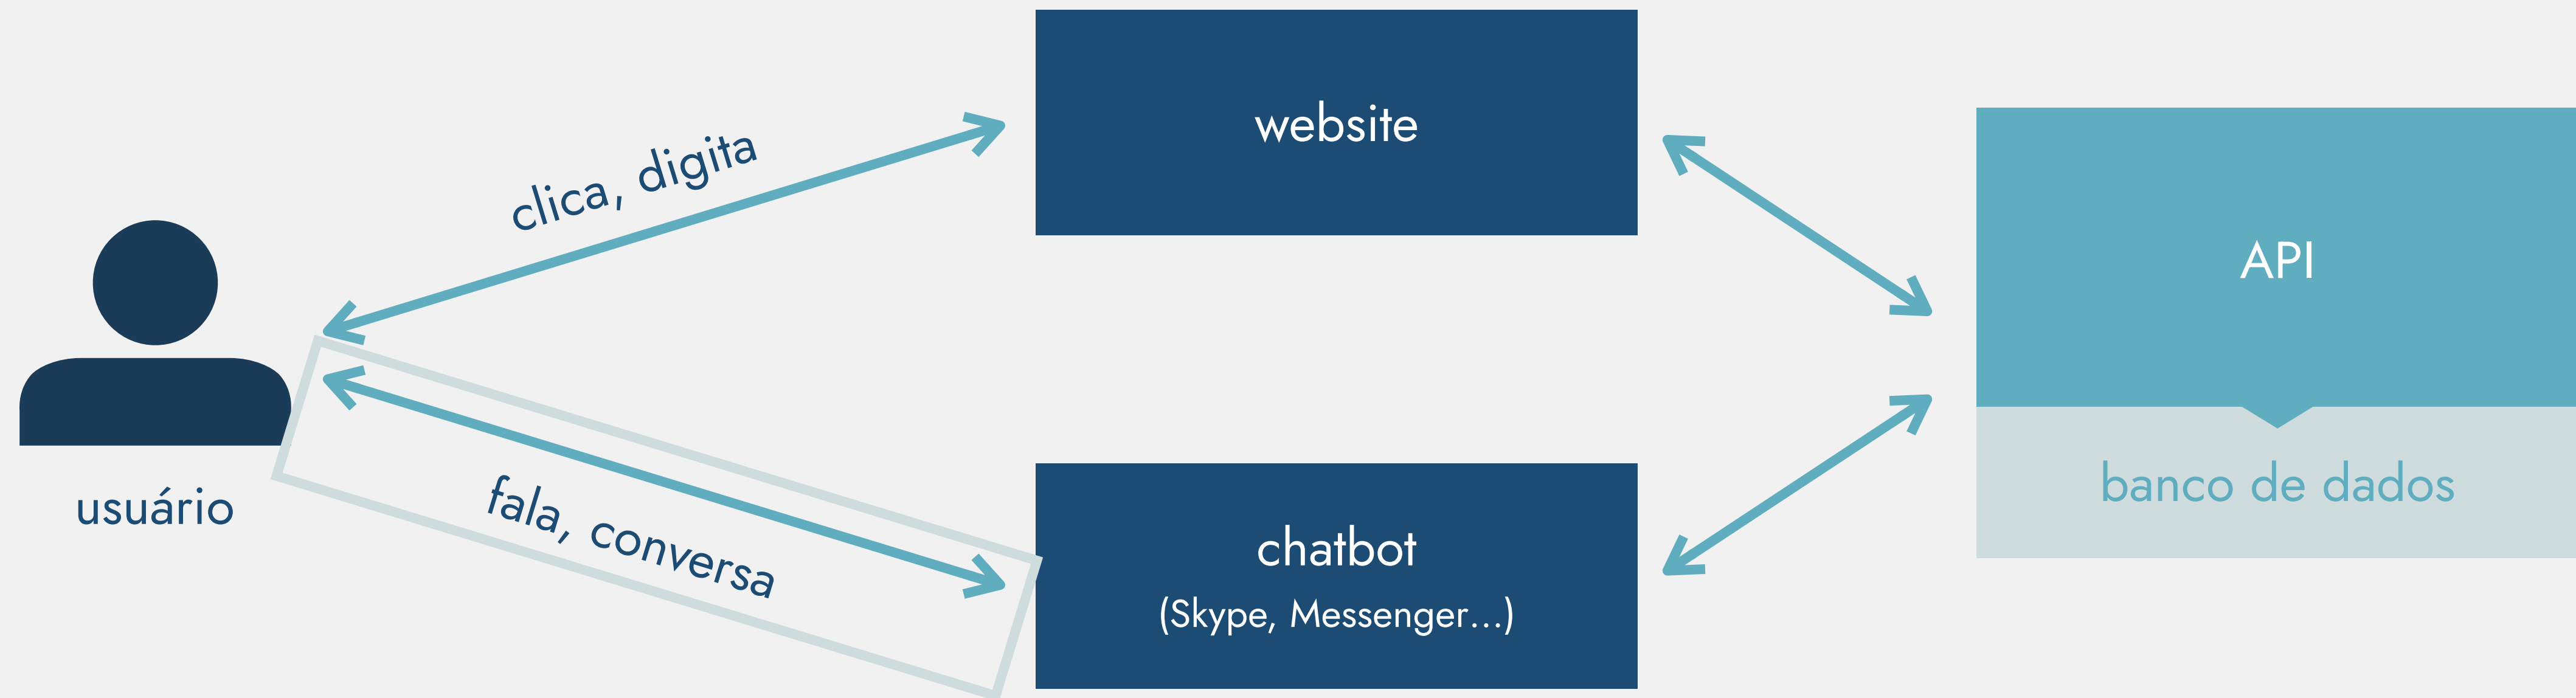 website
clica, digita
API
usuário
fala, conversa
chatbot
(Skype, Messenger...)
banco de dados